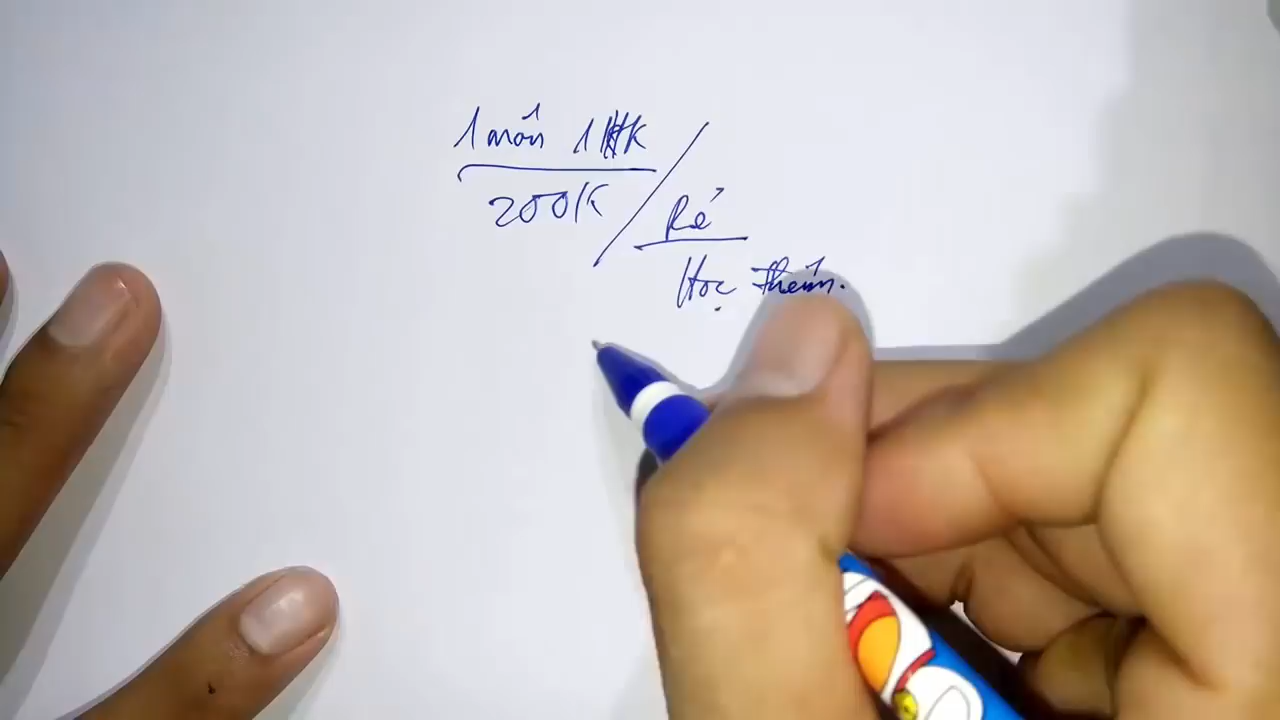 1 môn 1
200K
Rẻ
Học thêm.